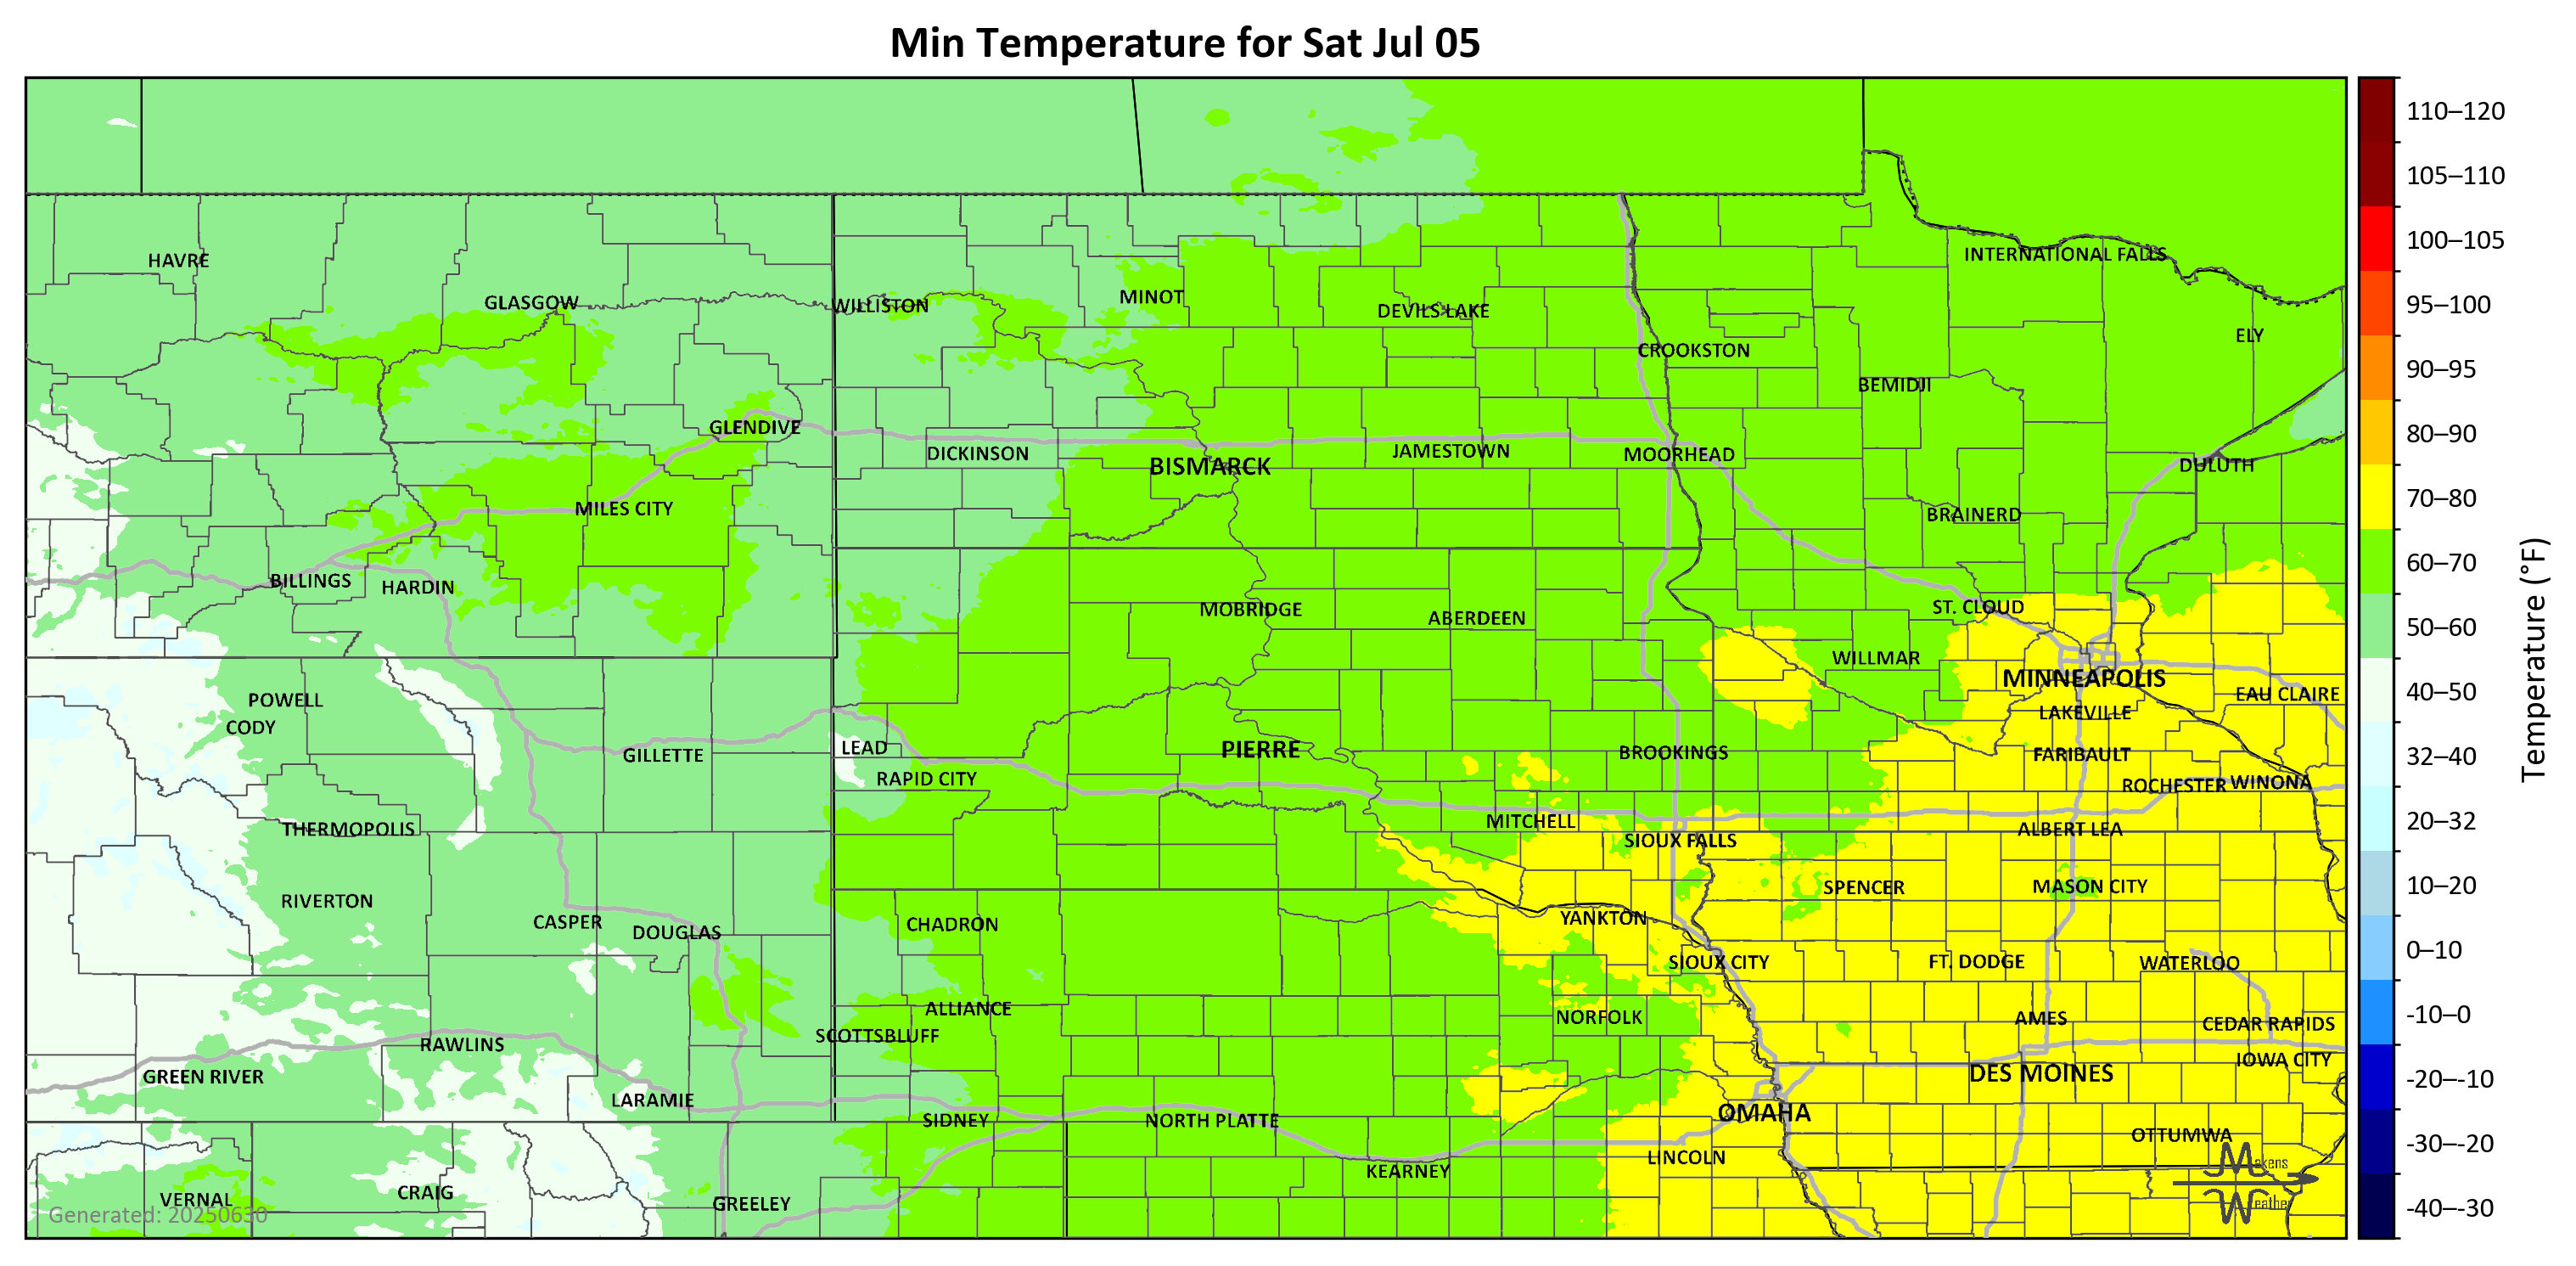 Min Temperature for Sat Jul 05
110–120
105–110
100–105
95–100
90–95
80–90
70–80
60–70
50–60
40–50
32–40
20–32
10–20
0–10
-10–0
-20–-10
-30–-20
-40–-30
Temperature (°F)
HAVRE
INTERNATIONAL FALLS
GLASGOW
WILLISTON
MINOT
DEVILS LAKE
ELY
CROOKSTON
BEMIDJI
GLENDIVE
DICKINSON
BISMARCK
JAMESTOWN
MOORHEAD
DULUTH
MILES CITY
BRAINERD
BILLINGS
HARDIN
MOBRIDGE
ABERDEEN
ST. CLOUD
WILLMAR
MINNEAPOLIS
EAU CLAIRE
POWELL
CODY
LAKEVILLE
GILLETTE
LEAD
PIERRE
BROOKINGS
FARIBAULT
RAPID CITY
ROCHESTER
WINONA
THERMOPOLIS
MITCHELL
SIOUX FALLS
ALBERT LEA
RIVERTON
SPENCER
MASON CITY
CASPER
DOUGLAS
CHADRON
YANKTON
SIOUX CITY
FT. DODGE
WATERLOO
ALLIANCE
NORFOLK
AMES
CEDAR RAPIDS
SCOTTSBLUFF
RAWLINS
IOWA CITY
GREEN RIVER
DES MOINES
LARAMIE
OMAHA
SIDNEY
NORTH PLATTE
OTTUMWA
LINCOLN
KEARNEY
VERNAL
CRAIG
GREELEY
Generated: 20250630
Makens
Weather